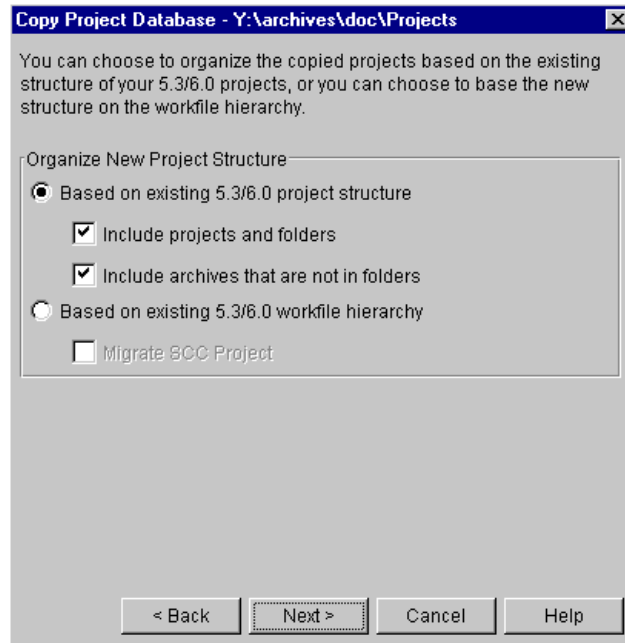 Copy Project Database - Y:\archives\doc\Projects
You can choose to organize the copied projects based on the existing
structure of your 5.3/6.0 projects, or you can choose to base the new
structure on the workfile hierarchy.
Organize New Project Structure
Based on existing 5.3/6.0 project structure
Include projects and folders
Include archives that are not in folders
Based on existing 5.3/6.0 workfile hierarchy
Migrate SCC Project
< Back
Next >
Cancel
Help